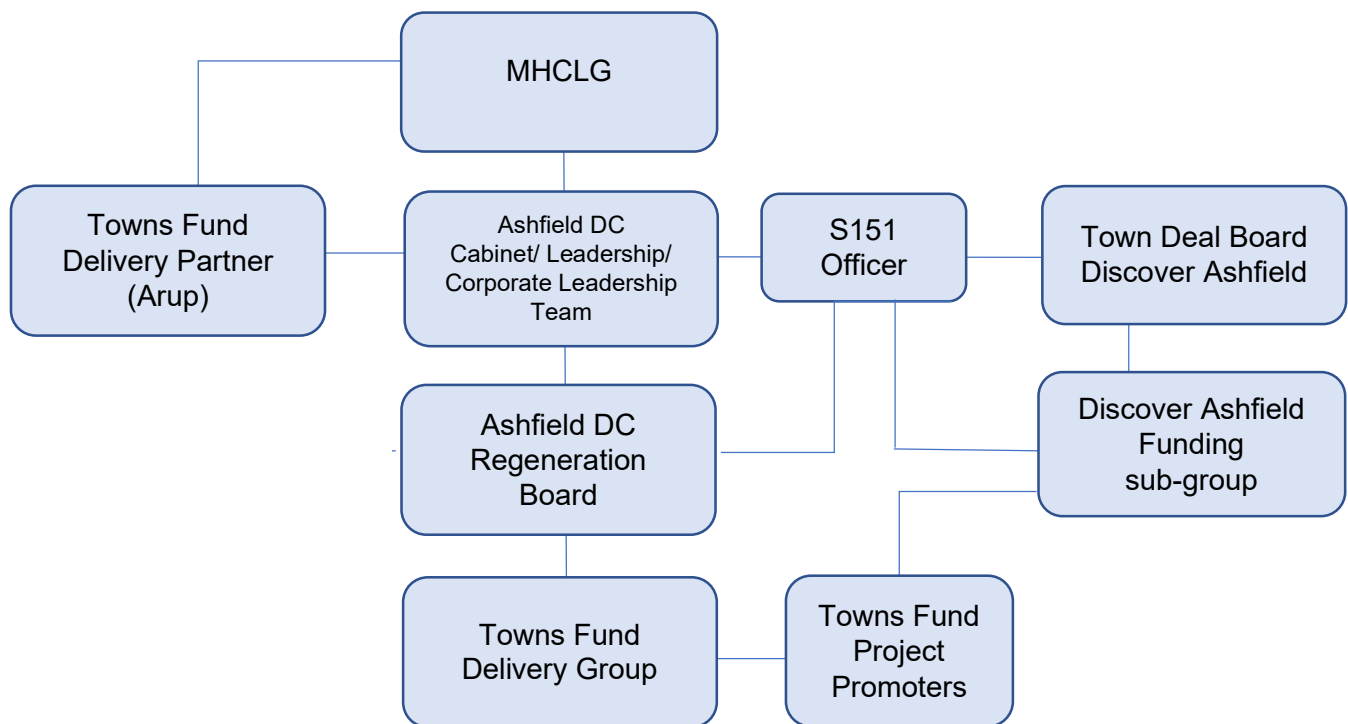 MHCLG
Towns Fund
Delivery Partner
(Arup)
Ashfield DC
Cabinet/ Leadership/
Corporate Leadership
Team
S151
Officer
Town Deal Board
Discover Ashfield
Ashfield DC
Regeneration
Board
Discover Ashfield
Funding
sub-group
Towns Fund
Delivery Group
Towns Fund
Project
Promoters